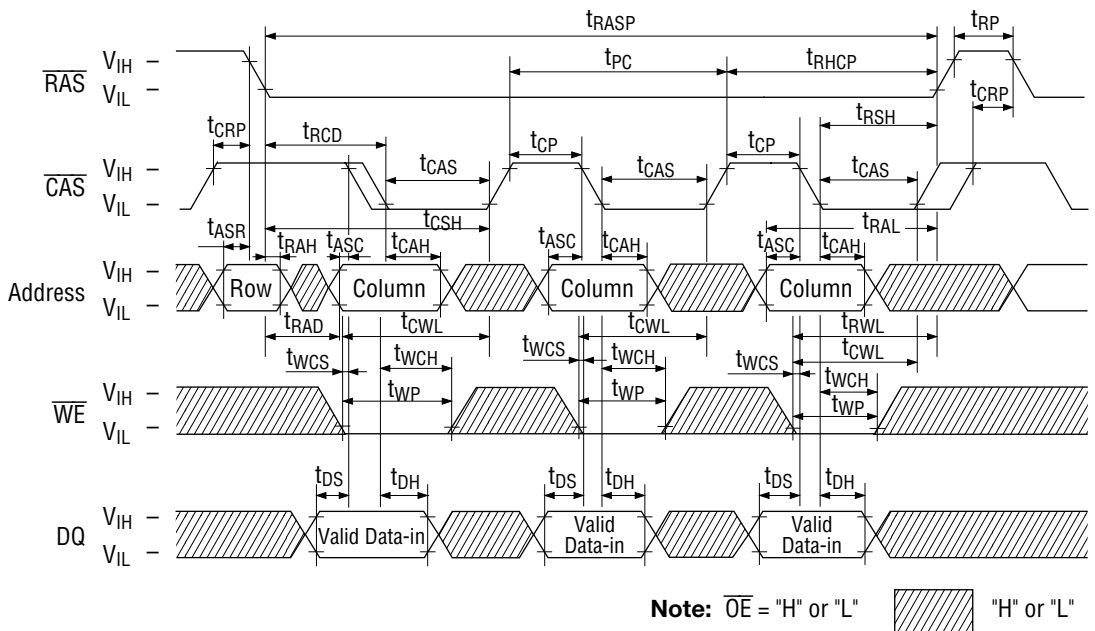 tRASP tRP
RAS VIH – tPC tRHCP
VIL – tCRP
tCRP tRCD tCP tCP tRSH
CAS VIH – tCAS tCAS tCAS
VIL –
tASR tCSH tRAL
tRAH tASC tCAH tASC tCAH tASC tCAH
Address VIH – Row Column Column Column
VIL –
tRAD tCWL tCWL tRWL
tWCS tWCH tWCS tWCH tWCS tCWL
tWCH
WE VIH – tWP tWP tWP
VIL –
tDS tDH tDS tDH tDS tDH
DQ VIH – Valid Data-in Valid Data-in Valid Data-in
VIL –
Note: OE = "H" or "L" "H" or "L"